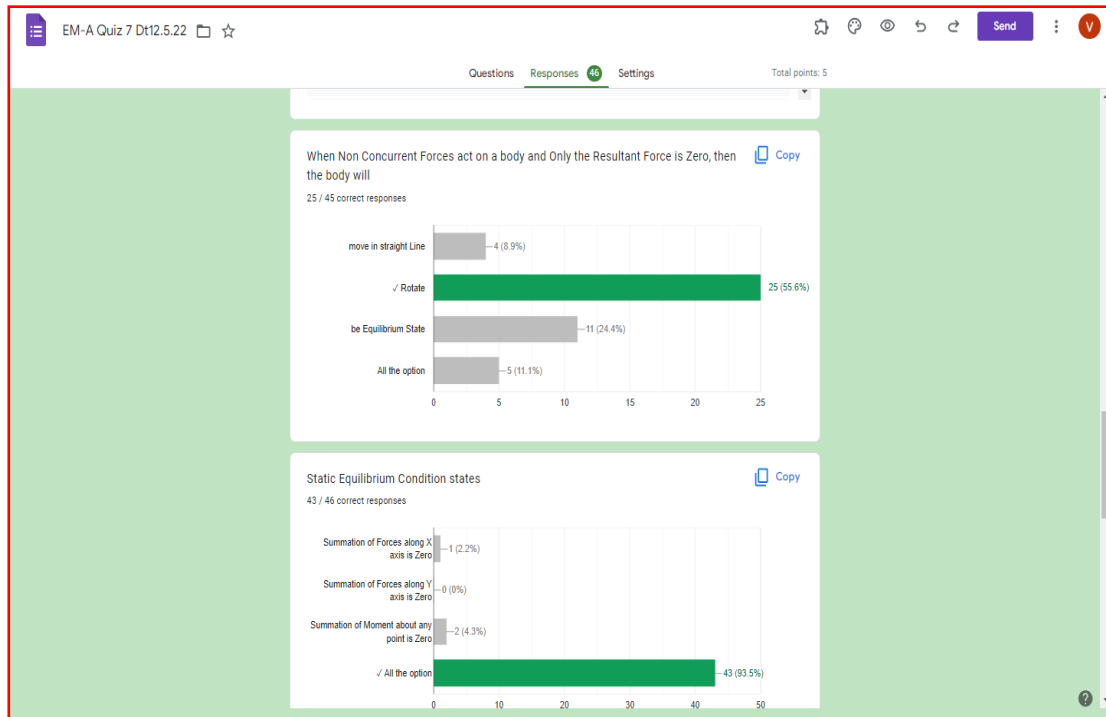 EM-A Quiz 7 Dt12.5.22
Send
V
Questions Responses 46 Settings
Total points: 5
When Non Concurrent Forces act on a body and Only the Resultant Force is Zero, then
the body will
Copy
25 / 45 correct responses
move in straight Line
4 (8.9%)
✓ Rotate
25 (55.6%)
be Equilibrium State
11 (24.4%)
All the option
5 (11.1%)
0 5 10 15 20 25
Static Equilibrium Condition states
Copy
43 / 46 correct responses
Summation of Forces along X
axis is Zero
1 (2.2%)
Summation of Forces along Y
axis is Zero
0 (0%)
Summation of Moment about any
point is Zero
2 (4.3%)
✓ All the option
43 (93.5%)
0 10 20 30 40 50